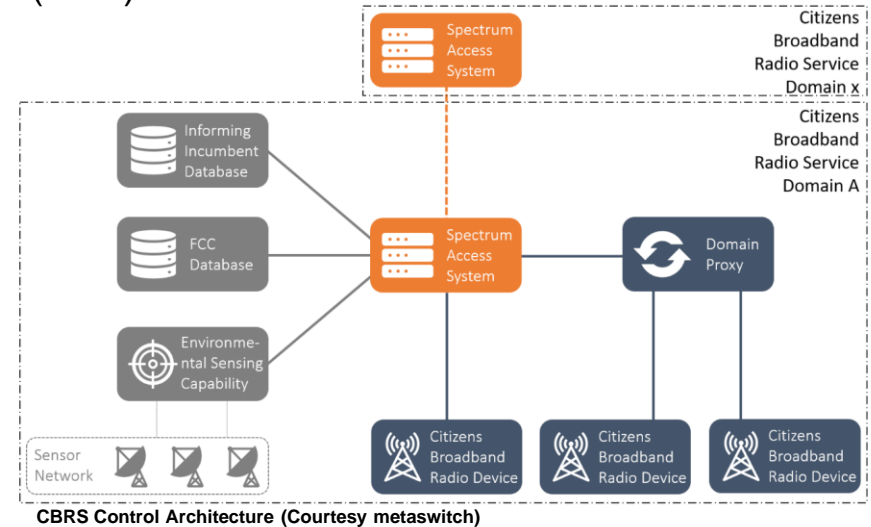 Spectrum
Access
System
Citizens
Broadband
Radio Service
Domain x
Citizens
Broadband
Radio Service
Domain A
Informing
Incumbent
Database
FCC
Database
Spectrum
Access
System
Domain
Proxy
Environme-
ntal Sensing
Capability
Sensor
Network
Citizens
Broadband
Radio Device
Citizens
Broadband
Radio Device
Citizens
Broadband
Radio Device
CBRS Control Architecture (Courtesy metaswitch)